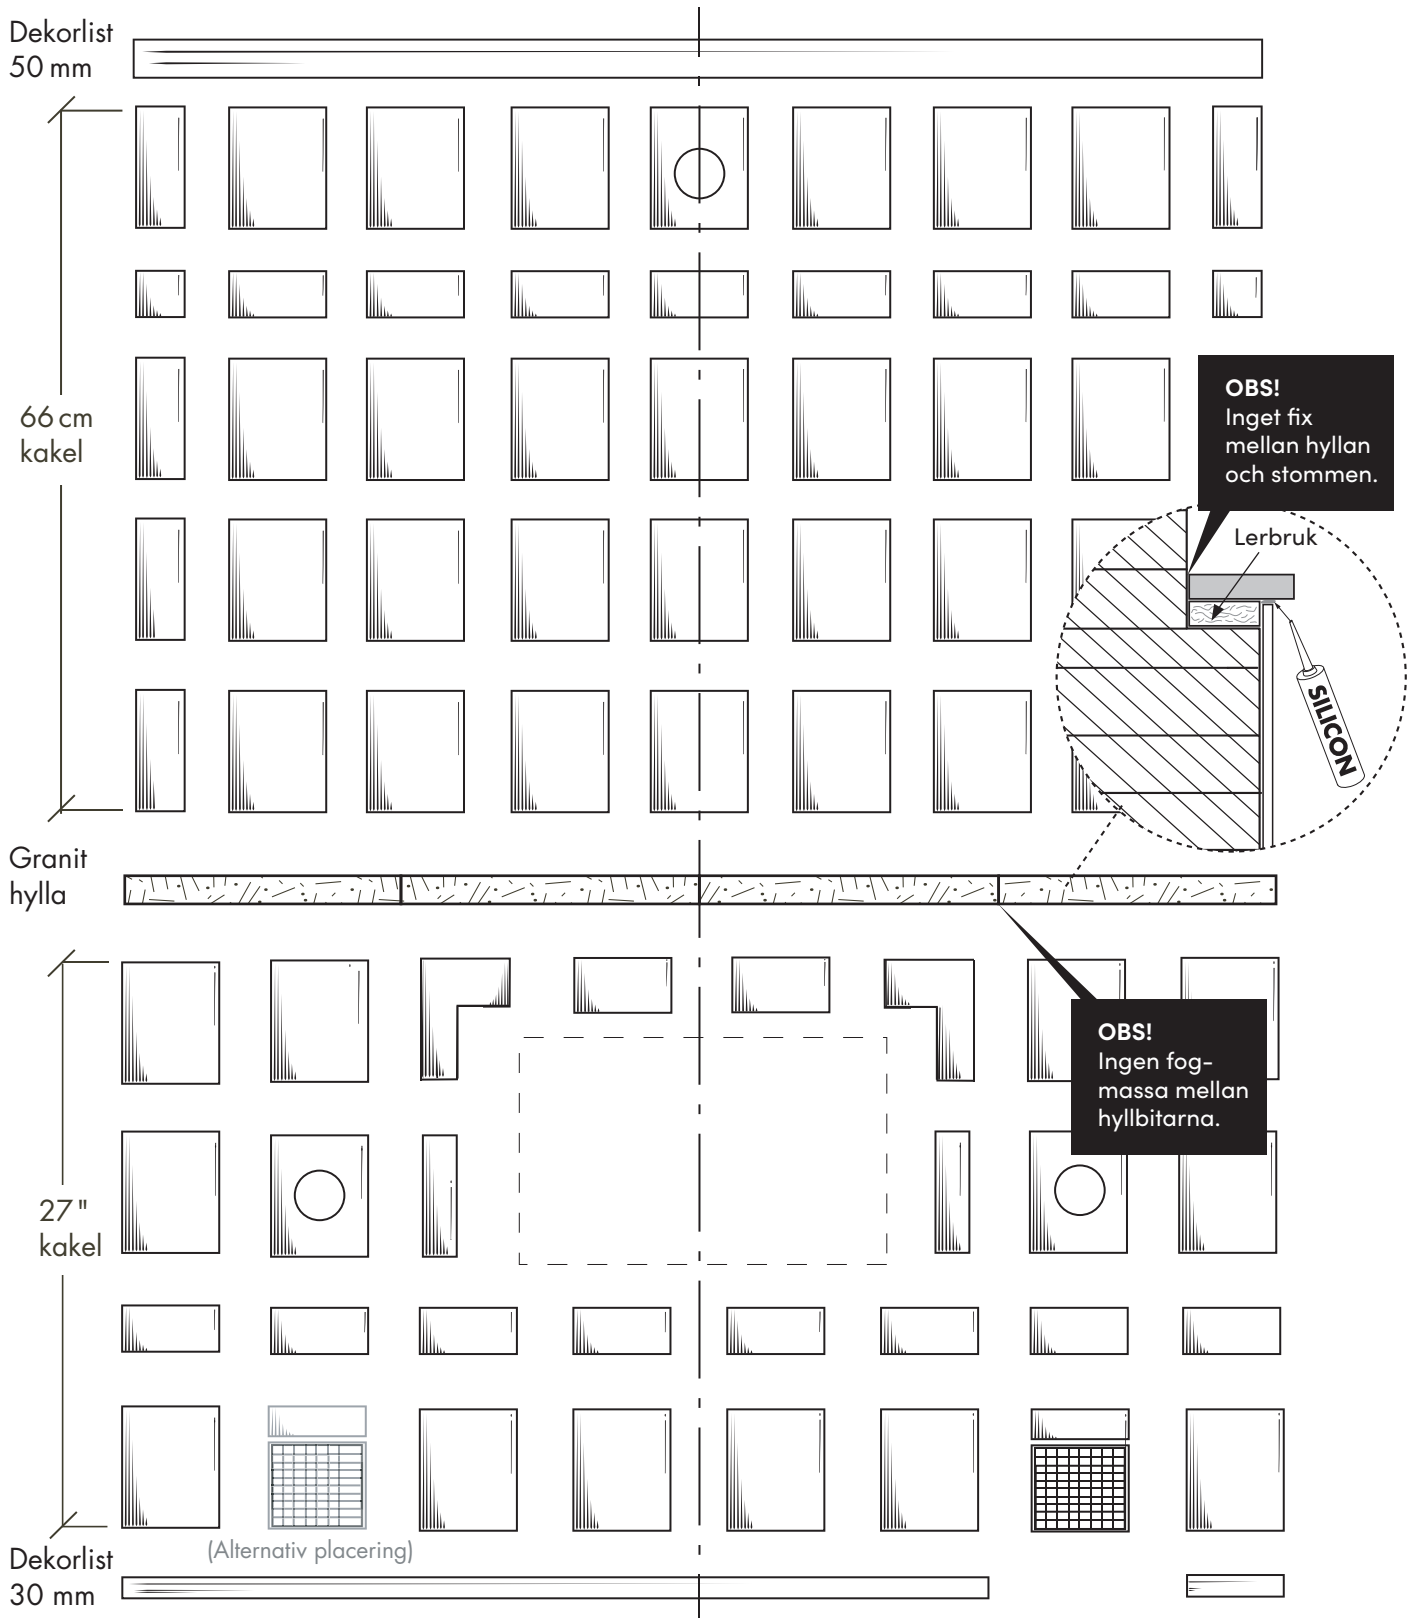 Dekorlist
50 mm
66 cm
kakel
OBS!
Inget fix
mellan hyllan
och stommen.
Lerbruk
SILICON
Granit
hylla
OBS!
Ingen fog-
massa mellan
hyllbitarna.
27"
kakel
(Alternativ placering)
Dekorlist
30 mm